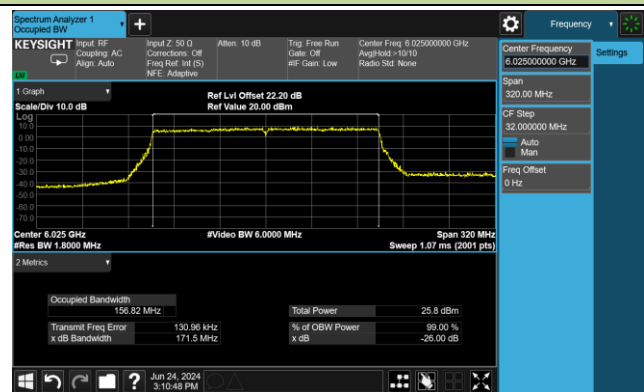 Spectrum Analyzer 1
Occupied BW
Frequency
KEYSIGHT
Input: RF
Coupling: AC
Align: Auto
Input Z: 50 Ω
Corrections: Off
Freq Ref: Int (S)
NFE: Adaptive
Atten: 10 dB
Trig: Free Run
Gate: Off
#IF Gain: Low
Center Freq: 6.025000000 GHz
Avg|Hold:>10/10
Radio Std: None
Center Frequency
6.025000000 GHz
Settings
Span
320.00 MHz
CF Step
32.000000 MHz
Auto
Man
Freq Offset
0 Hz
1 Graph
Scale/Div 10.0 dB
Ref Lvl Offset 22.20 dB
Ref Value 20.00 dBm
Log
10.0
0.00
-10.0
-20.0
-30.0
-40.0
-50.0
-60.0
-70.0
Center 6.025 GHz
#Res BW 1.8000 MHz
#Video BW 6.0000 MHz
Span 320 MHz
Sweep 1.07 ms (2001 pts)
2 Metrics
Occupied Bandwidth
156.82 MHz
Total Power 25.8 dBm
Transmit Freq Error 130.96 kHz
% of OBW Power 99.00 %
x dB Bandwidth 171.5 MHz
x dB -26.00 dB
Jun 24, 2024
3:10:48 PM